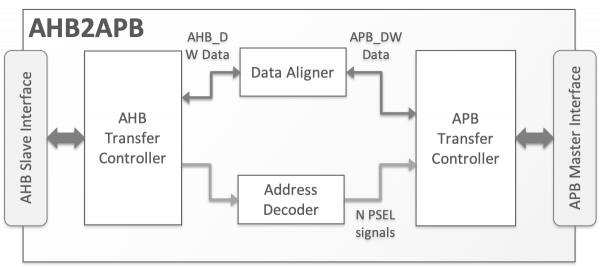 AHB2APB
AHB_D
W Data
APB_DW
Data
Data Aligner
AHB Slave Interface
AHB
Transfer
Controller
APB
Transfer
Controller
APB Master Interface
Address
Decoder
N PSEL
signals